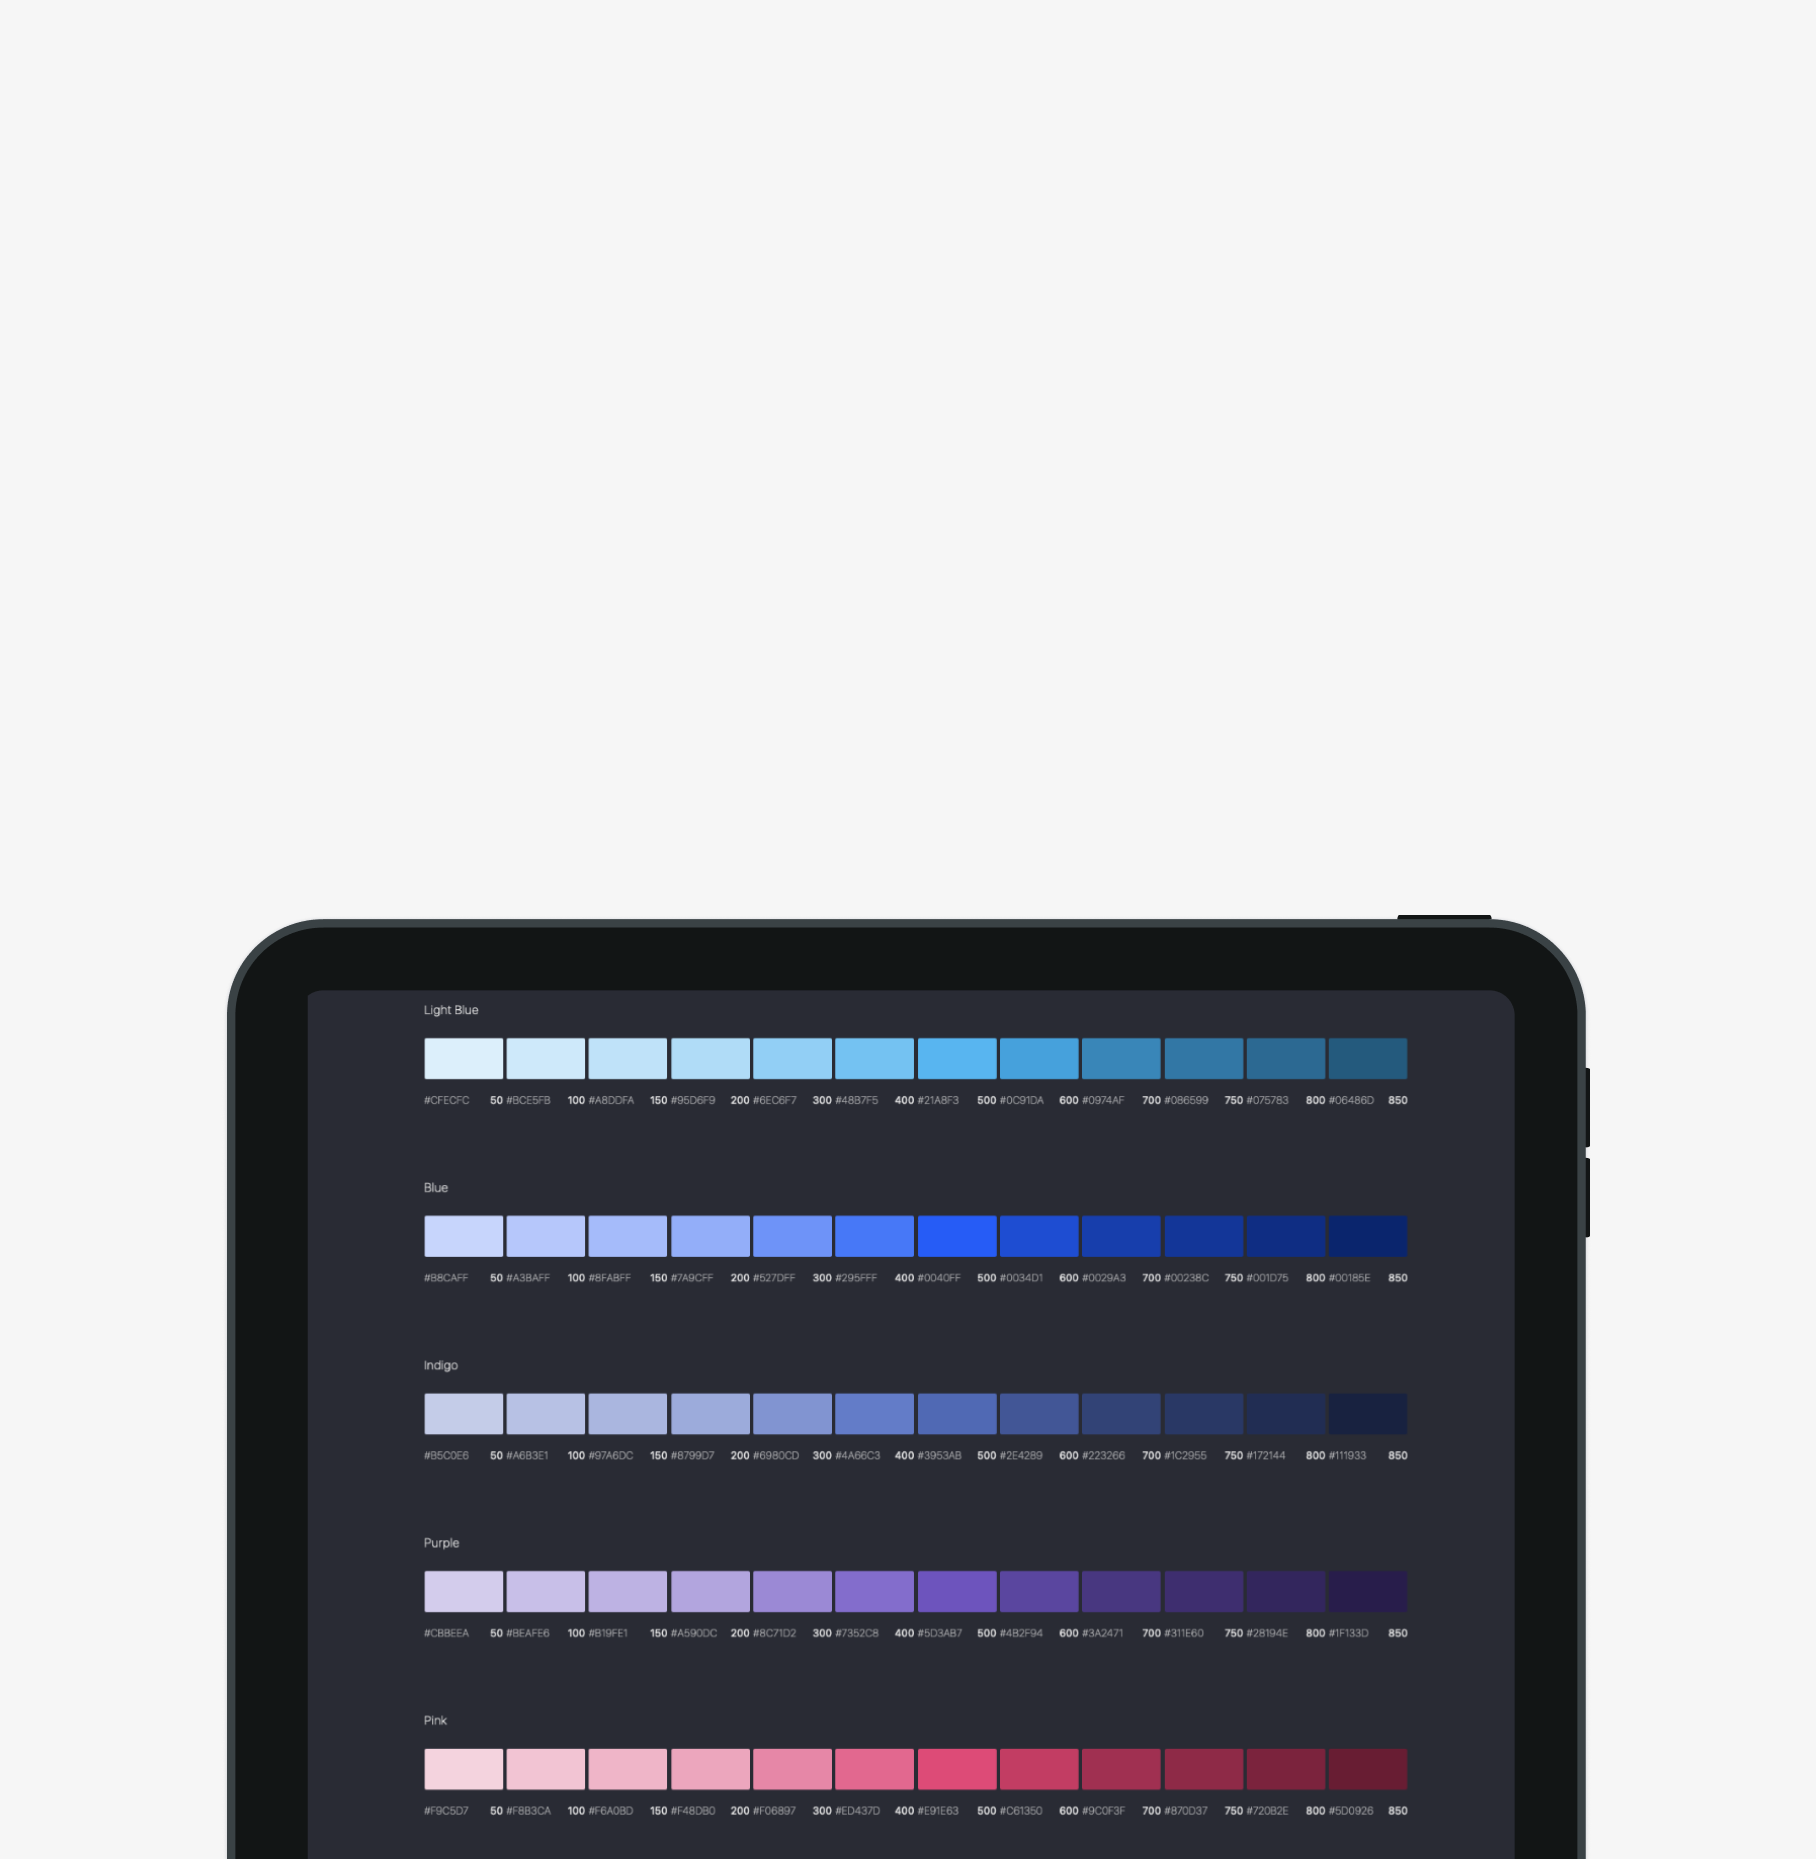 Light Blue
#CFECFC 50 #BCE5FB 100 #A8DDFA 150 #95D6F9 200 #6EC6F7 300 #48B7F5 400 #21A8F3 500 #0C91DA 600 #0974AF 700 #086599 750 #075783 800 #06486D 850
Blue
#B8CAFF 50 #A3BAFF 100 #8FABFF 150 #7A9CFF 200 #527DFF 300 #295FFF 400 #0040FF 500 #0034D1 600 #0029A3 700 #00238C 750 #001D75 800 #00185E 850
Indigo
#B5C0E6 50 #A6B3E1 100 #97A6DC 150 #8799D7 200 #6980CD 300 #4A66C3 400 #3953AB 500 #2E4289 600 #223266 700 #1C2955 750 #172144 800 #111933 850
Purple
#CBBEEA 50 #BEAFE6 100 #B19FE1 150 #A590DC 200 #8C71D2 300 #7352C8 400 #5D3AB7 500 #4B2F94 600 #3A2471 700 #311E60 750 #28194E 800 #1F133D 850
Pink
#F9C5D7 50 #F8B3CA 100 #F6A0BD 150 #F48DB0 200 #F06897 300 #ED437D 400 #E91E63 500 #C61350 600 #9C0F3F 700 #870D37 750 #720B2E 800 #5D0926 850